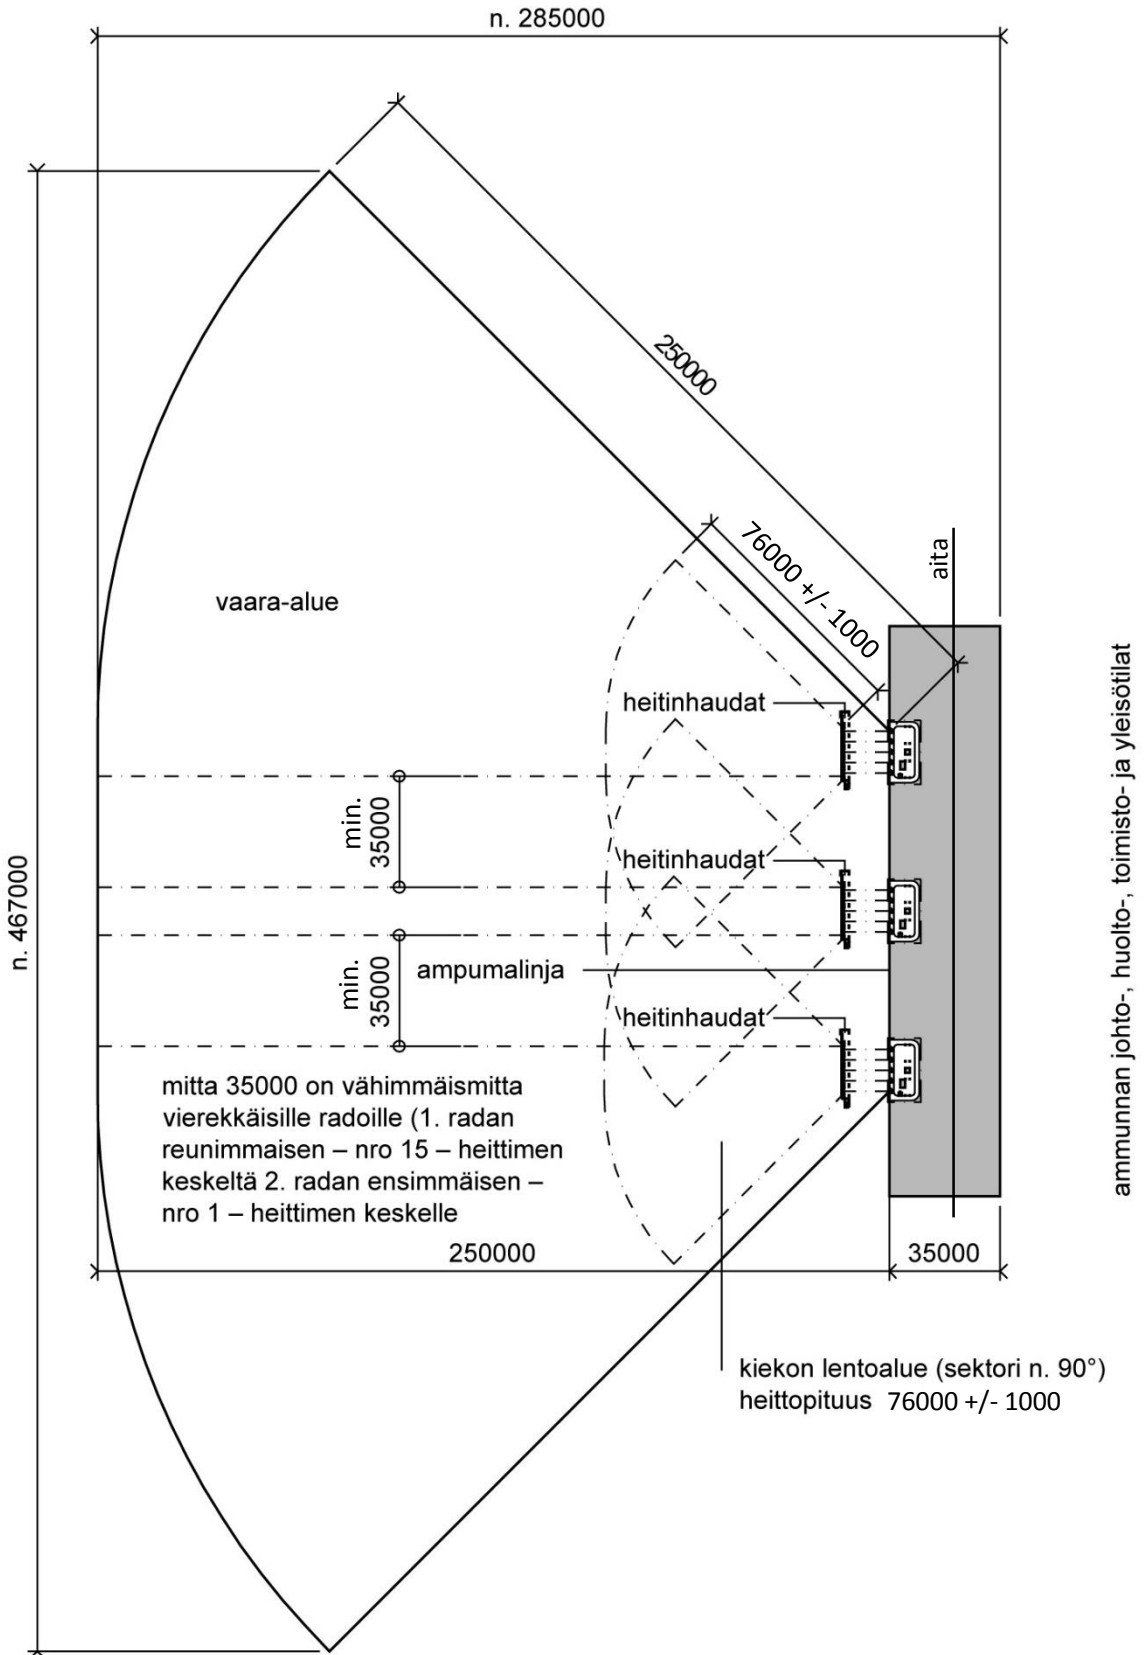 n. 285000
250000
76000 +/- 1000
aita
vaara-alue
heitinhaudat
min.
35000
heitinhaudat
n. 467000
min.
35000
ampumalinja
heitinhaudat
mitta 35000 on vähimmäismitta
vierekkäisille radoille (1. radan
reunimmaisen – nro 15 – heittimen
keskeltä 2. radan ensimmäisen –
nro 1 – heittimen keskelle
250000
35000
ammunnan johto-, huolto-, toimisto- ja yleisötilat
kiekon lentoalue (sektori n. 90°)
heittopituus 76000 +/- 1000